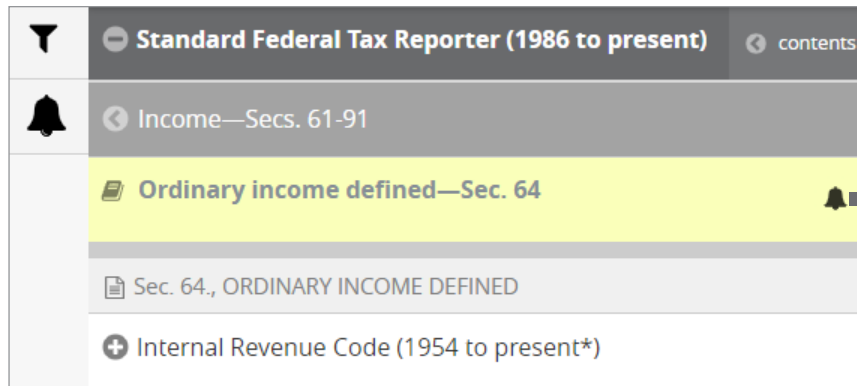 Standard Federal Tax Reporter (1986 to present)
contents
Income—Secs. 61-91
Ordinary income defined—Sec. 64
Sec. 64., ORDINARY INCOME DEFINED
Internal Revenue Code (1954 to present*)